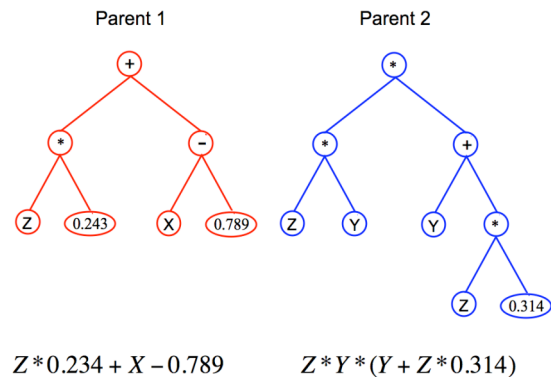 Parent 1 Parent 2
+ *
* - * +
Z 0.243 X 0.789 Z Y Y *
Z 0.314
Z*0.234+X-0.789 Z*Y*(Y+Z*0.314)